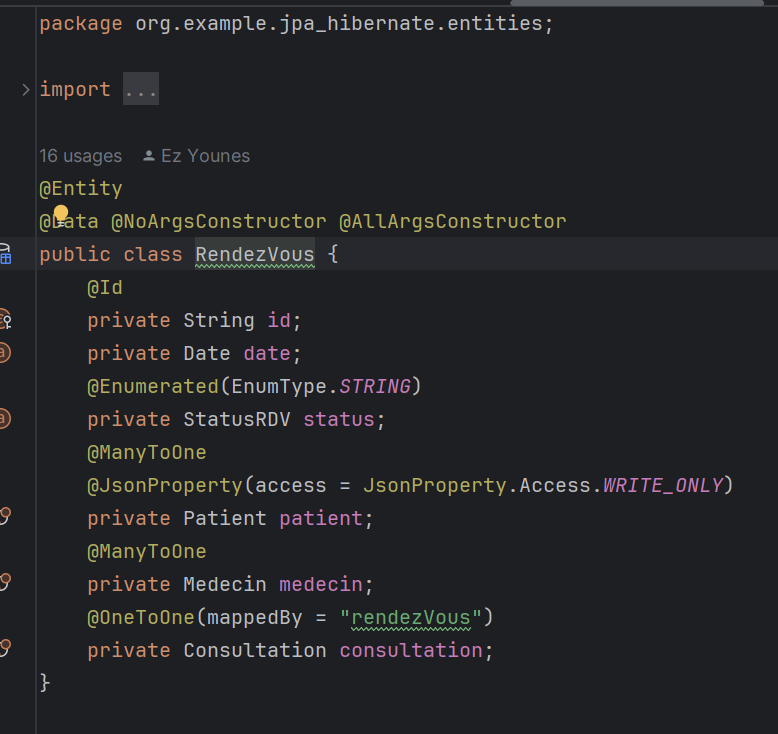 package org.example.jpa_hibernate.entities;
import ...
16 usages Ez Younes
@Entity
@Data @NoArgsConstructor @AllArgsConstructor
public class RendezVous {
@Id
private String id;
private Date date;
@Enumerated(EnumType.STRING)
private StatusRDV status;
@ManyToOne
@JsonProperty(access = JsonProperty.Access.WRITE_ONLY)
private Patient patient;
@ManyToOne
private Medecin medecin;
@OneToOne(mappedBy = "rendezVous")
private Consultation consultation;
}